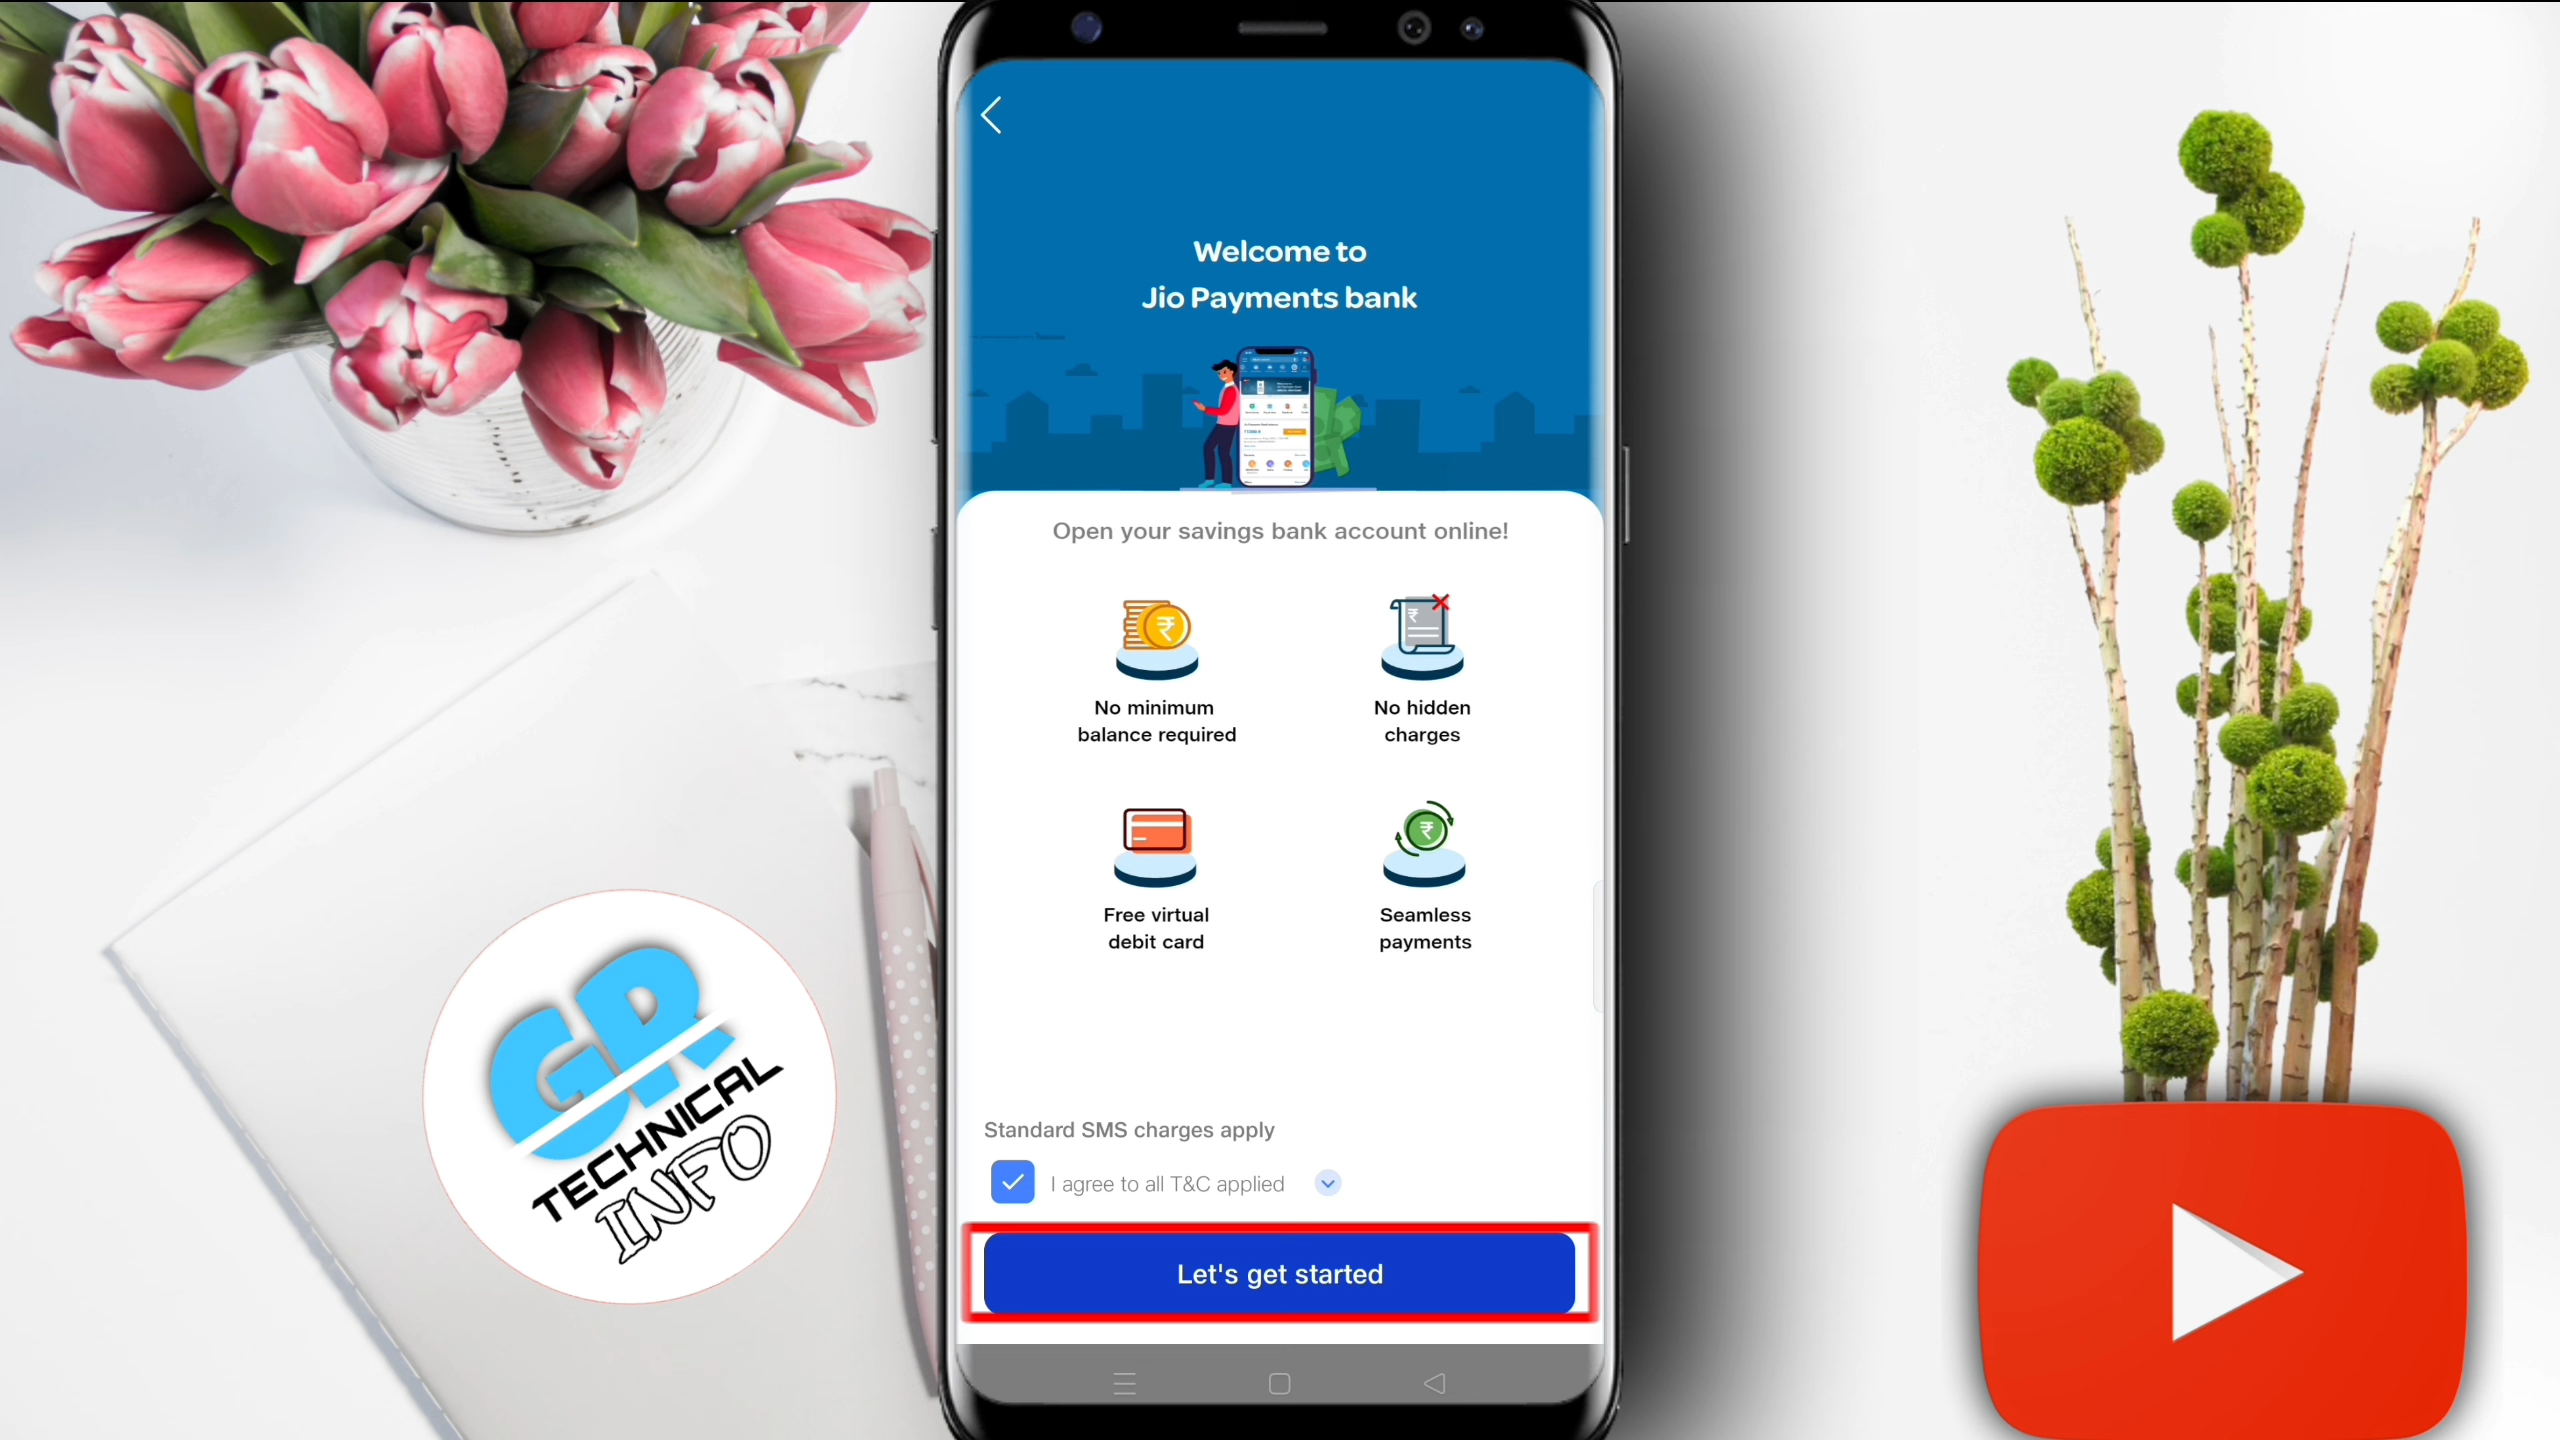 Welcome to
Jio Payments bank
Open your savings bank account online!
No minimum
balance required
No hidden
charges
Free virtual
debit card
Seamless
payments
Standard SMS charges apply
I agree to all T&C applied
Let's get started
GR
TECHNICAL
INFO